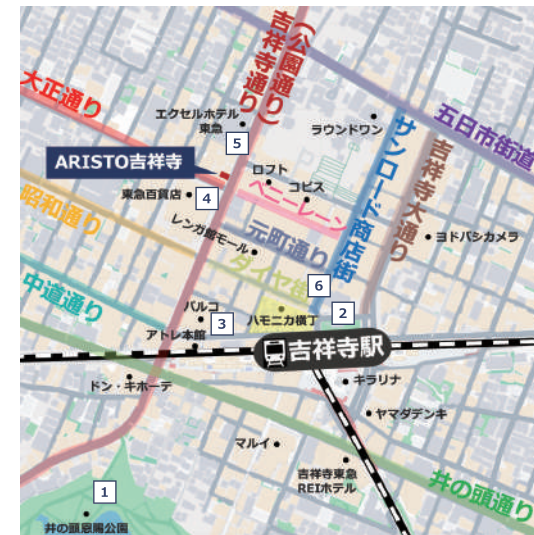 (公園通り)
吉祥寺通り
大正通り
エクセルホテル
東急
5
ラウンドワン
五日市街道
サンロード商店街
吉祥寺大通り
ARISTO吉祥寺
ロフト
コピス
ペニーレーン
東急百貨店
4
昭和通り
レンガ館モール
元町通り
ヨドバシカメラ
ダイヤ街
6
中道通り
パルコ
3
ハモニカ横丁
2
アトレ本館
吉祥寺駅
ドン・キホーテ
キラリナ
ヤマダデンキ
マルイ
吉祥寺東急
REIホテル
井の頭通り
1
井の頭恩賜公園